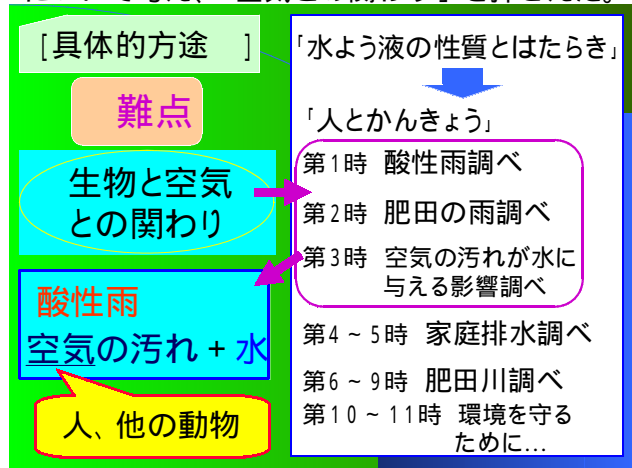 [具体的方途　]
難点
生物と空気
との関わり
酸性雨
空気の汚れ + 水
人、他の動物
「水よう液の性質とはたらき」
「人とかんきょう」
第1時 酸性雨調べ
第2時 肥田の雨調べ
第3時 空気の汚れが水に
与える影響調べ
第4～5時 家庭排水調べ
第6～9時 肥田川調べ
第10～11時 環境を守る
ために…